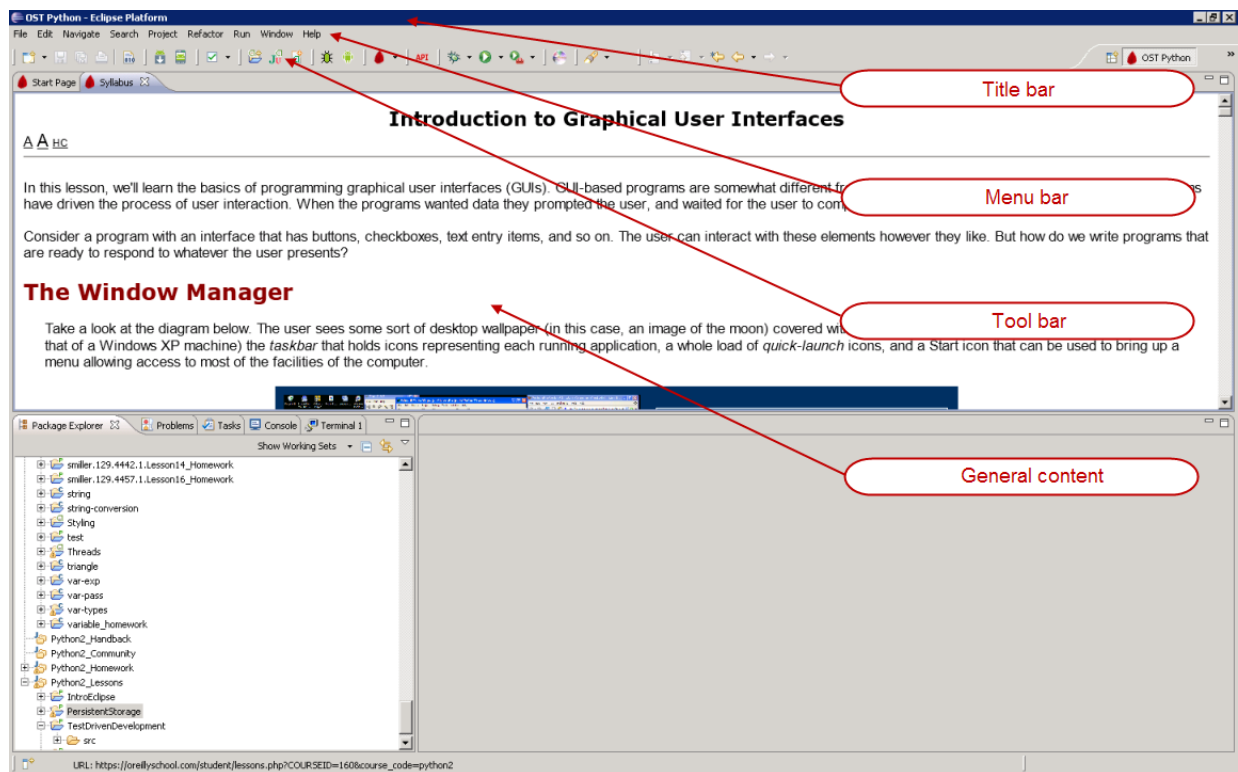 OST Python - Eclipse Platform
File Edit Navigate Search Project Refactor Run Window Help
API
OST Python
»
Start Page Syllabus
Title bar
Introduction to Graphical User Interfaces
A A HC
In this lesson, we'll learn the basics of programming graphical user interfaces (GUIs). GUI-based programs are somewhat different
have driven the process of user interaction. When the programs wanted data they prompted the user, and waited for the user to
Menu bar
Consider a program with an interface that has buttons, checkboxes, text entry items, and so on. The user can interact with these elements however they like. But how do we write programs that
are ready to respond to whatever the user presents?
The Window Manager
Take a look at the diagram below. The user sees some sort of desktop wallpaper (in this case, an image of the moon) covered
Tool bar
that of a Windows XP machine) the taskbar that holds icons representing each running application, a whole load of quick-launch icons, and a Start icon that can be used to bring up a
menu allowing access to most of the facilities of the computer.
Package Explorer Problems Tasks Console Terminal 1
Show Working Sets
smiller.129.4442.1.Lesson14_Homework
smiller.129.4457.1.Lesson16_Homework
General content
string
string-conversion
Styling
test
Threads
triangle
var-exp
var-pass
var-types
variable_homework
Python2_Handback
Python2_Community
Python2_Homework
Python2_Lessons
IntroEclipse
PersistentStorage
TestDrivenDevelopment
src
URL: https://oreillyschool.com/student/lessons.php?COURSEID=160&course_code=python2